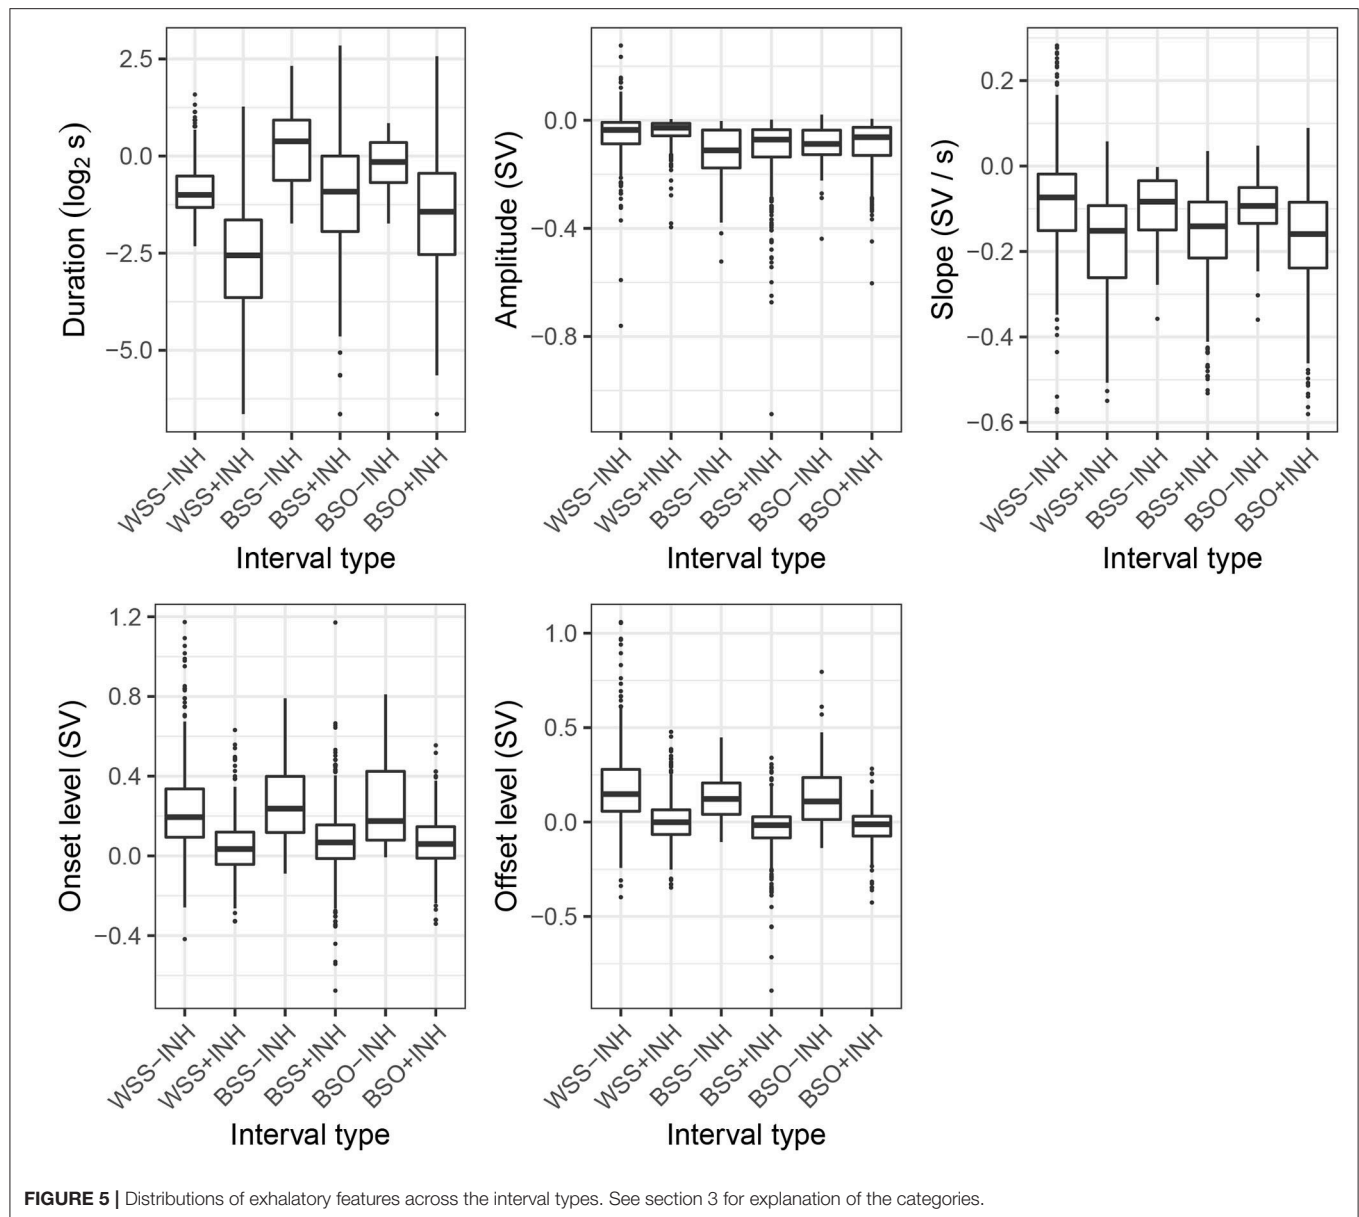 2.5
0.0
−2.5
−5.0
Duration (log₂ s)
WSS−INH
WSS+INH
BSS−INH
BSS+INH
BSO−INH
BSO+INH
Interval type
0.0
−0.4
−0.8
Amplitude (SV)
WSS−INH
WSS+INH
BSS−INH
BSS+INH
BSO−INH
BSO+INH
Interval type
0.2
0.0
−0.2
−0.4
−0.6
Slope (SV / s)
WSS−INH
WSS+INH
BSS−INH
BSS+INH
BSO−INH
BSO+INH
Interval type
1.2
0.8
0.4
0.0
−0.4
Onset level (SV)
WSS−INH
WSS+INH
BSS−INH
BSS+INH
BSO−INH
BSO+INH
Interval type
1.0
0.5
0.0
−0.5
Offset level (SV)
WSS−INH
WSS+INH
BSS−INH
BSS+INH
BSO−INH
BSO+INH
Interval type
FIGURE 5 | Distributions of exhalatory features across the interval types. See section 3 for explanation of the categories.